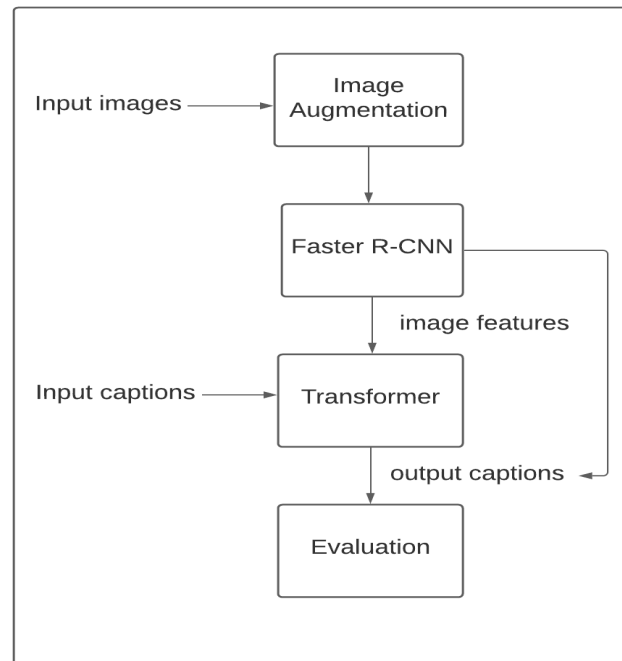 Image
Augmentation
Input images
Faster R-CNN
image features
Input captions
Transformer
output captions
Evaluation